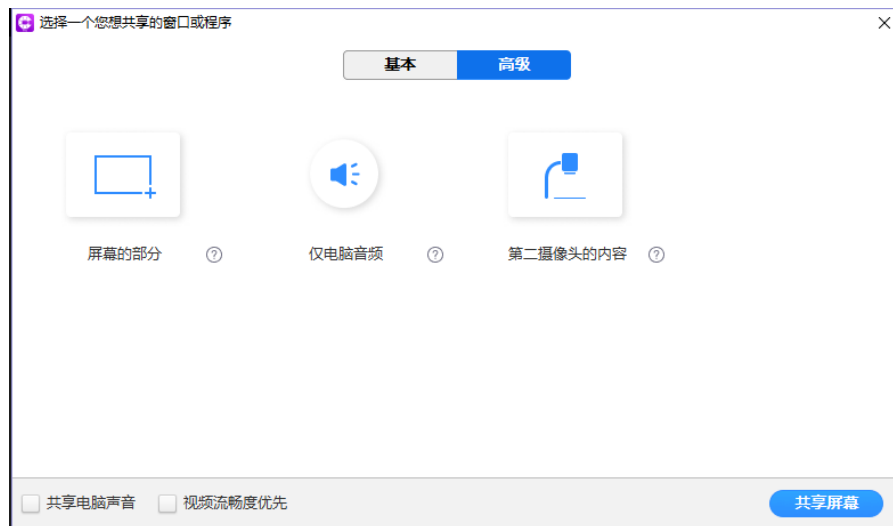 选择一个您想共享的窗口或程序
基本 高级
屏幕的部分 ? 仅电脑音频 ? 第二摄像头的内容 ?
共享电脑声音 视频流畅度优先 共享屏幕